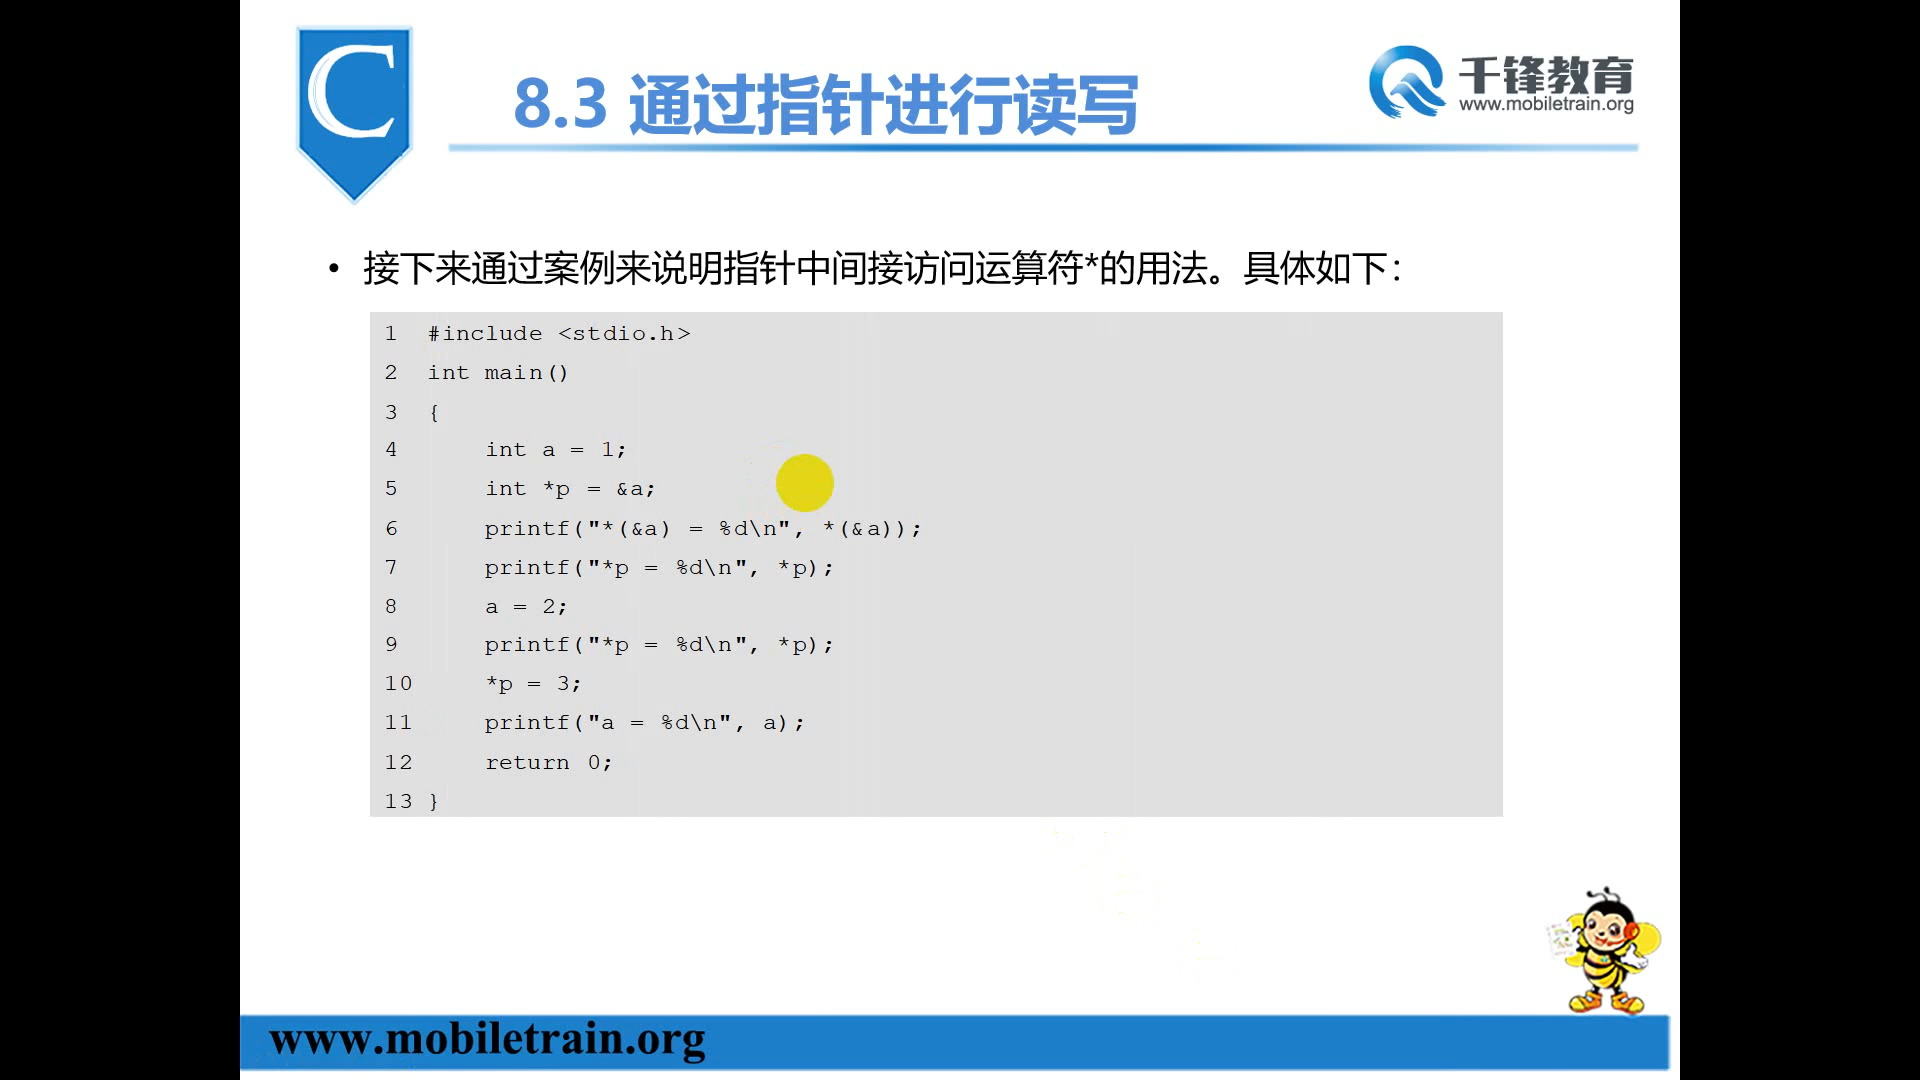 C
8.3 通过指针进行读写
千锋教育
www.mobiletrain.org
• 接下来通过案例来说明指针中间接访问运算符*的用法。具体如下：
1 #include <stdio.h>
2 int main()
3 {
4     int a = 1;
5     int *p = &a;
6     printf("*(&a) = %d\n", *(&a));
7     printf("*p = %d\n", *p);
8     a = 2;
9     printf("*p = %d\n", *p);
10     *p = 3;
11     printf("a = %d\n", a);
12     return 0;
13 }
www.mobiletrain.org